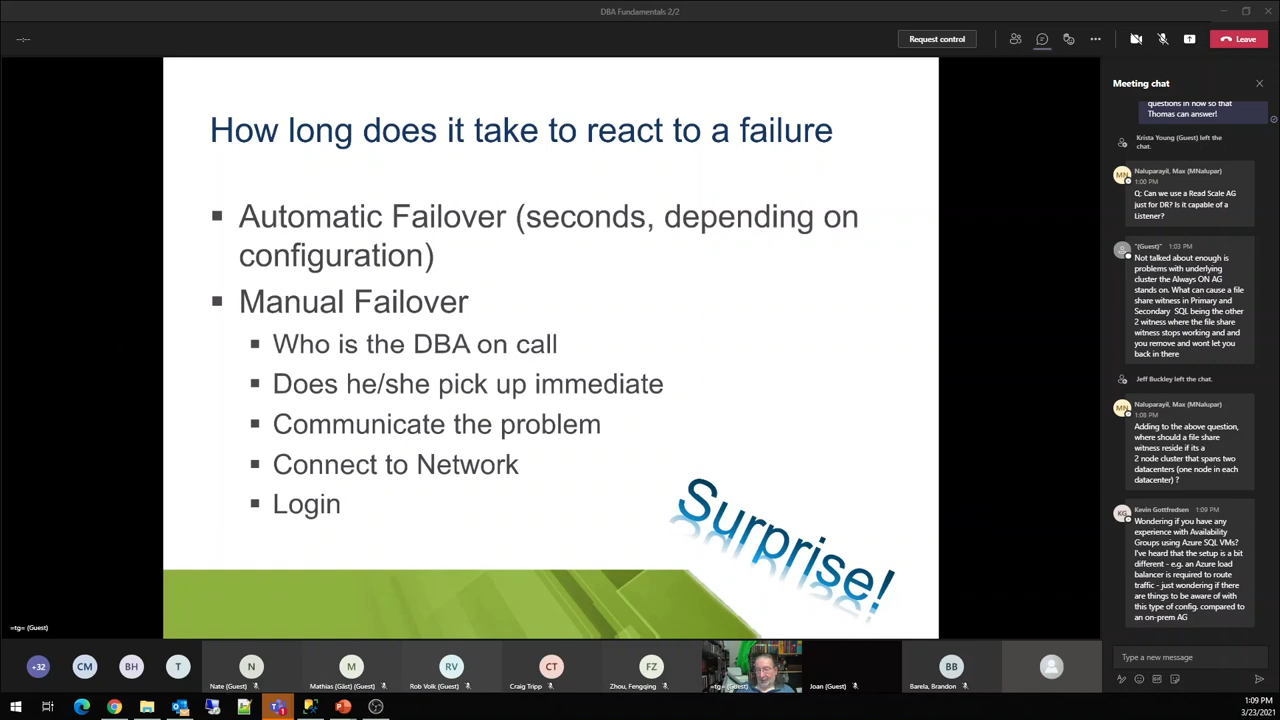 DBA Fundamentals 2/2
--:--
Request control
Leave
How long does it take to react to a failure
▪ Automatic Failover (seconds, depending on
configuration)
▪ Manual Failover
▪ Who is the DBA on call
▪ Does he/she pick up immediate
▪ Communicate the problem
▪ Connect to Network
▪ Login
Surprise!
=tg= (Guest)
Meeting chat
questions in now so that
Thomas can answer!
Krista Young (Guest) left the
chat.
MN
Naluparayil, Max (MNalupar)
1:00 PM
Q: Can we use a Read Scale AG
just for DR? Is it capable of a
Listener?
"(Guest)" 1:03 PM
Not talked about enough is
problems with underlying
cluster the Always ON AG
stands on. What can cause a file
share witness in Primary and
Secondary SQL being the other
2 witness where the file share
witness stops working and and
you remove and wont let you
back in there
Jeff Buckley left the chat.
MN
Naluparayil, Max (MNalupar)
1:08 PM
Adding to the above question,
where should a file share
witness reside if its a
2 node cluster that spans two
datacenters (one node in each
datacenter) ?
KG
Kevin Gottfredsen 1:09 PM
Wondering if you have any
experience with Availability
Groups using Azure SQL VMs?
I've heard that the setup is a bit
different - e.g. an Azure load
balancer is required to route
traffic - just wondering if there
are things to be aware of with
this type of config. compared to
an on-prem AG
Type a new message
+32
CM
BH
T
N
Nate (Guest)
M
Mathias (Gäst) (Guest)
RV
Rob Volk (Guest)
CT
Craig Tripp
FZ
Zhou, Fengqing
=tg= (Guest)
Joan (Guest)
BB
Barela, Brandon
1:09 PM
3/23/2021